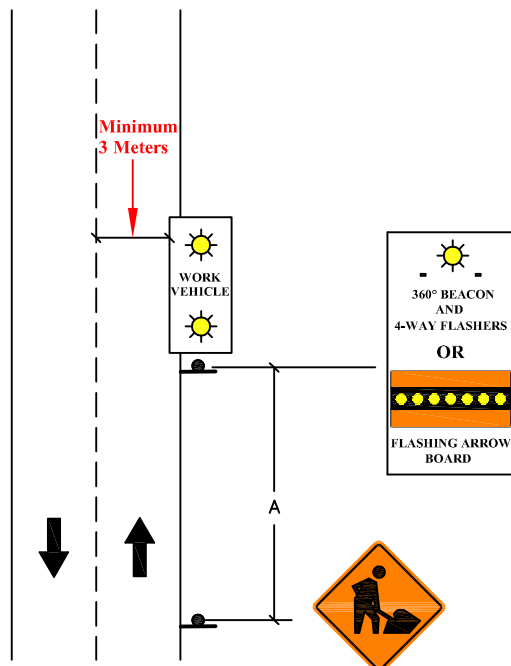 Minimum
3 Meters
WORK
VEHICLE
360° BEACON
AND
4-WAY FLASHERS
OR
FLASHING ARROW
BOARD
A